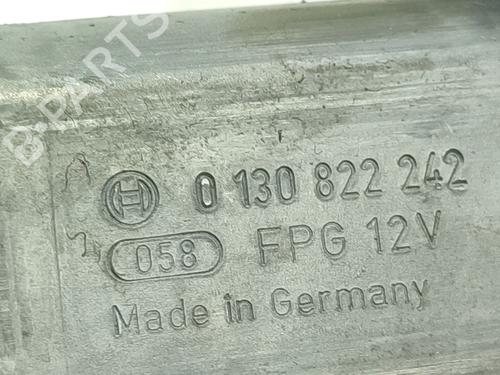 B-PARTS
0 130 822 242
058 FPG 12V
Made in Germany